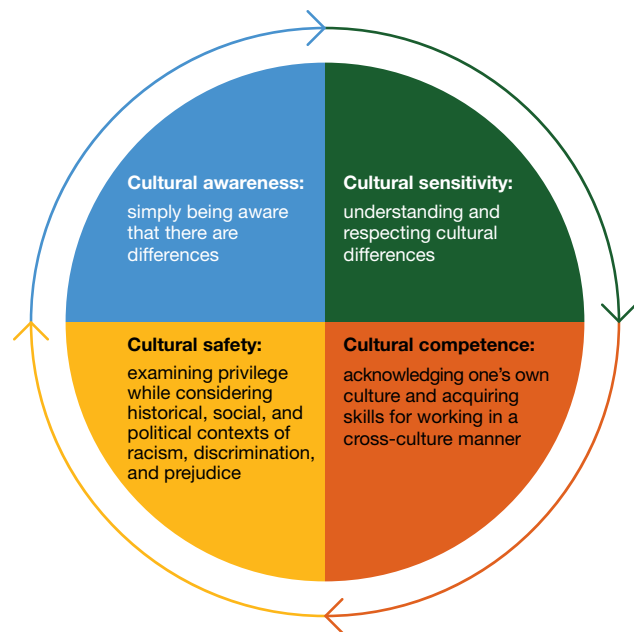 Cultural awareness:
simply being aware
that there are
differences
Cultural sensitivity:
understanding and
respecting cultural
differences
Cultural safety:
examining privilege
while considering
historical, social, and
political contexts of
racism, discrimination,
and prejudice
Cultural competence:
acknowledging one’s own
culture and acquiring
skills for working in a
cross-culture manner